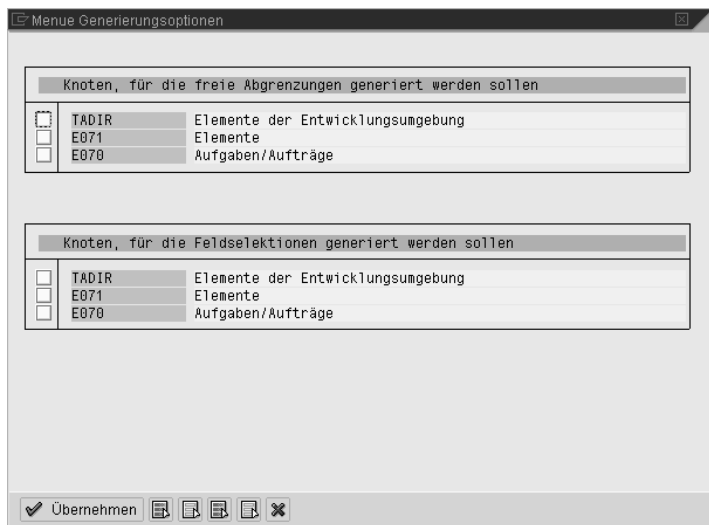 Menue Generierungsoptionen
Knoten, für die freie Abgrenzungen generiert werden sollen
TADIR Elemente der Entwicklungsumgebung
E071 Elemente
E070 Aufgaben/Aufträge
Knoten, für die Feldselektionen generiert werden sollen
TADIR Elemente der Entwicklungsumgebung
E071 Elemente
E070 Aufgaben/Aufträge
Übernehmen